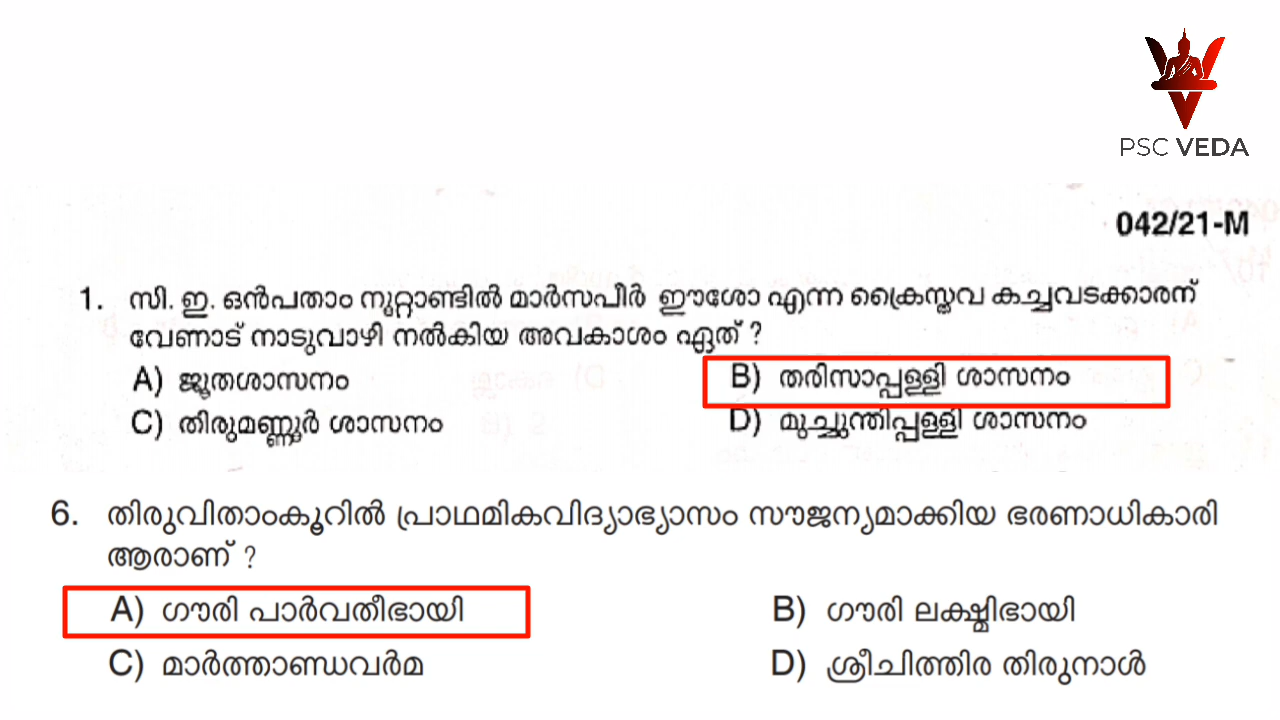 PSC VEDA
042/21-M
1. സി. ഇ. ഒൻപതാം നൂറ്റാണ്ടിൽ മാർസപീർ ഈശോ എന്ന ക്രൈസ്തവ കച്ചവടക്കാരന്
വേണാട് നാടുവാഴി നൽകിയ അവകാശം ഏത് ?
A) ജൂതശാസനം B) തരിസാപ്പള്ളി ശാസനം
C) തിരുമണ്ണൂർ ശാസനം D) മുച്ചുന്തിപ്പള്ളി ശാസനം
6. തിരുവിതാംകൂറിൽ പ്രാഥമികവിദ്യാഭ്യാസം സൗജന്യമാക്കിയ ഭരണാധികാരി
ആരാണ് ?
A) ഗൗരി പാർവതീഭായി B) ഗൗരി ലക്ഷ്മിഭായി
C) മാർത്താണ്ഡവർമ D) ശ്രീചിത്തിര തിരുനാൾ